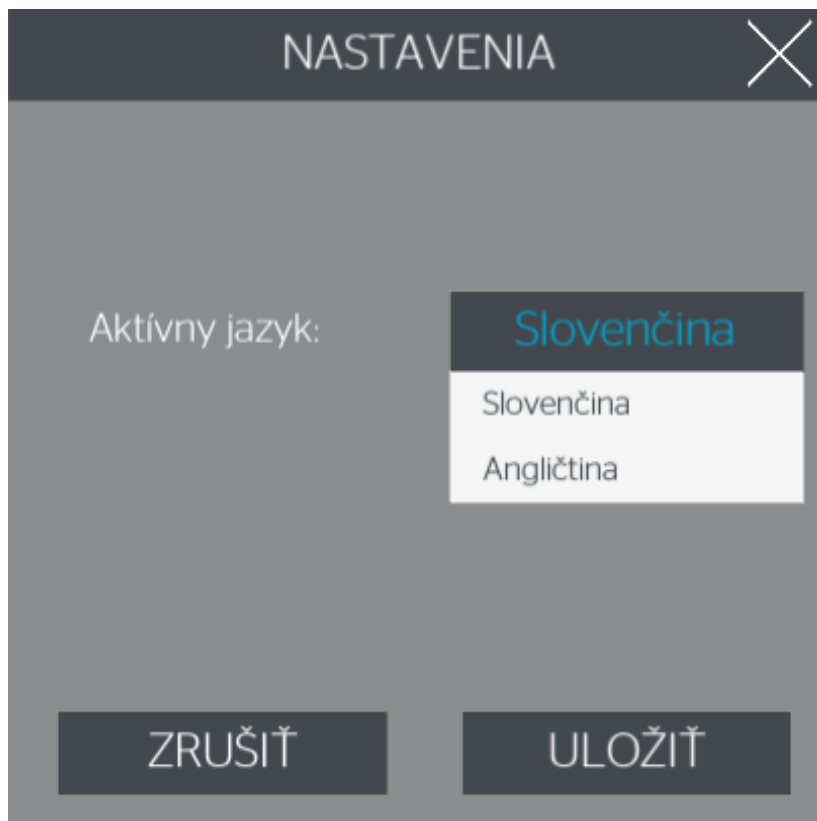 NASTAVENIA
Aktívny jazyk:
Slovenčina
Slovenčina
Angličtina
ZRUŠIŤ
ULOŽIŤ